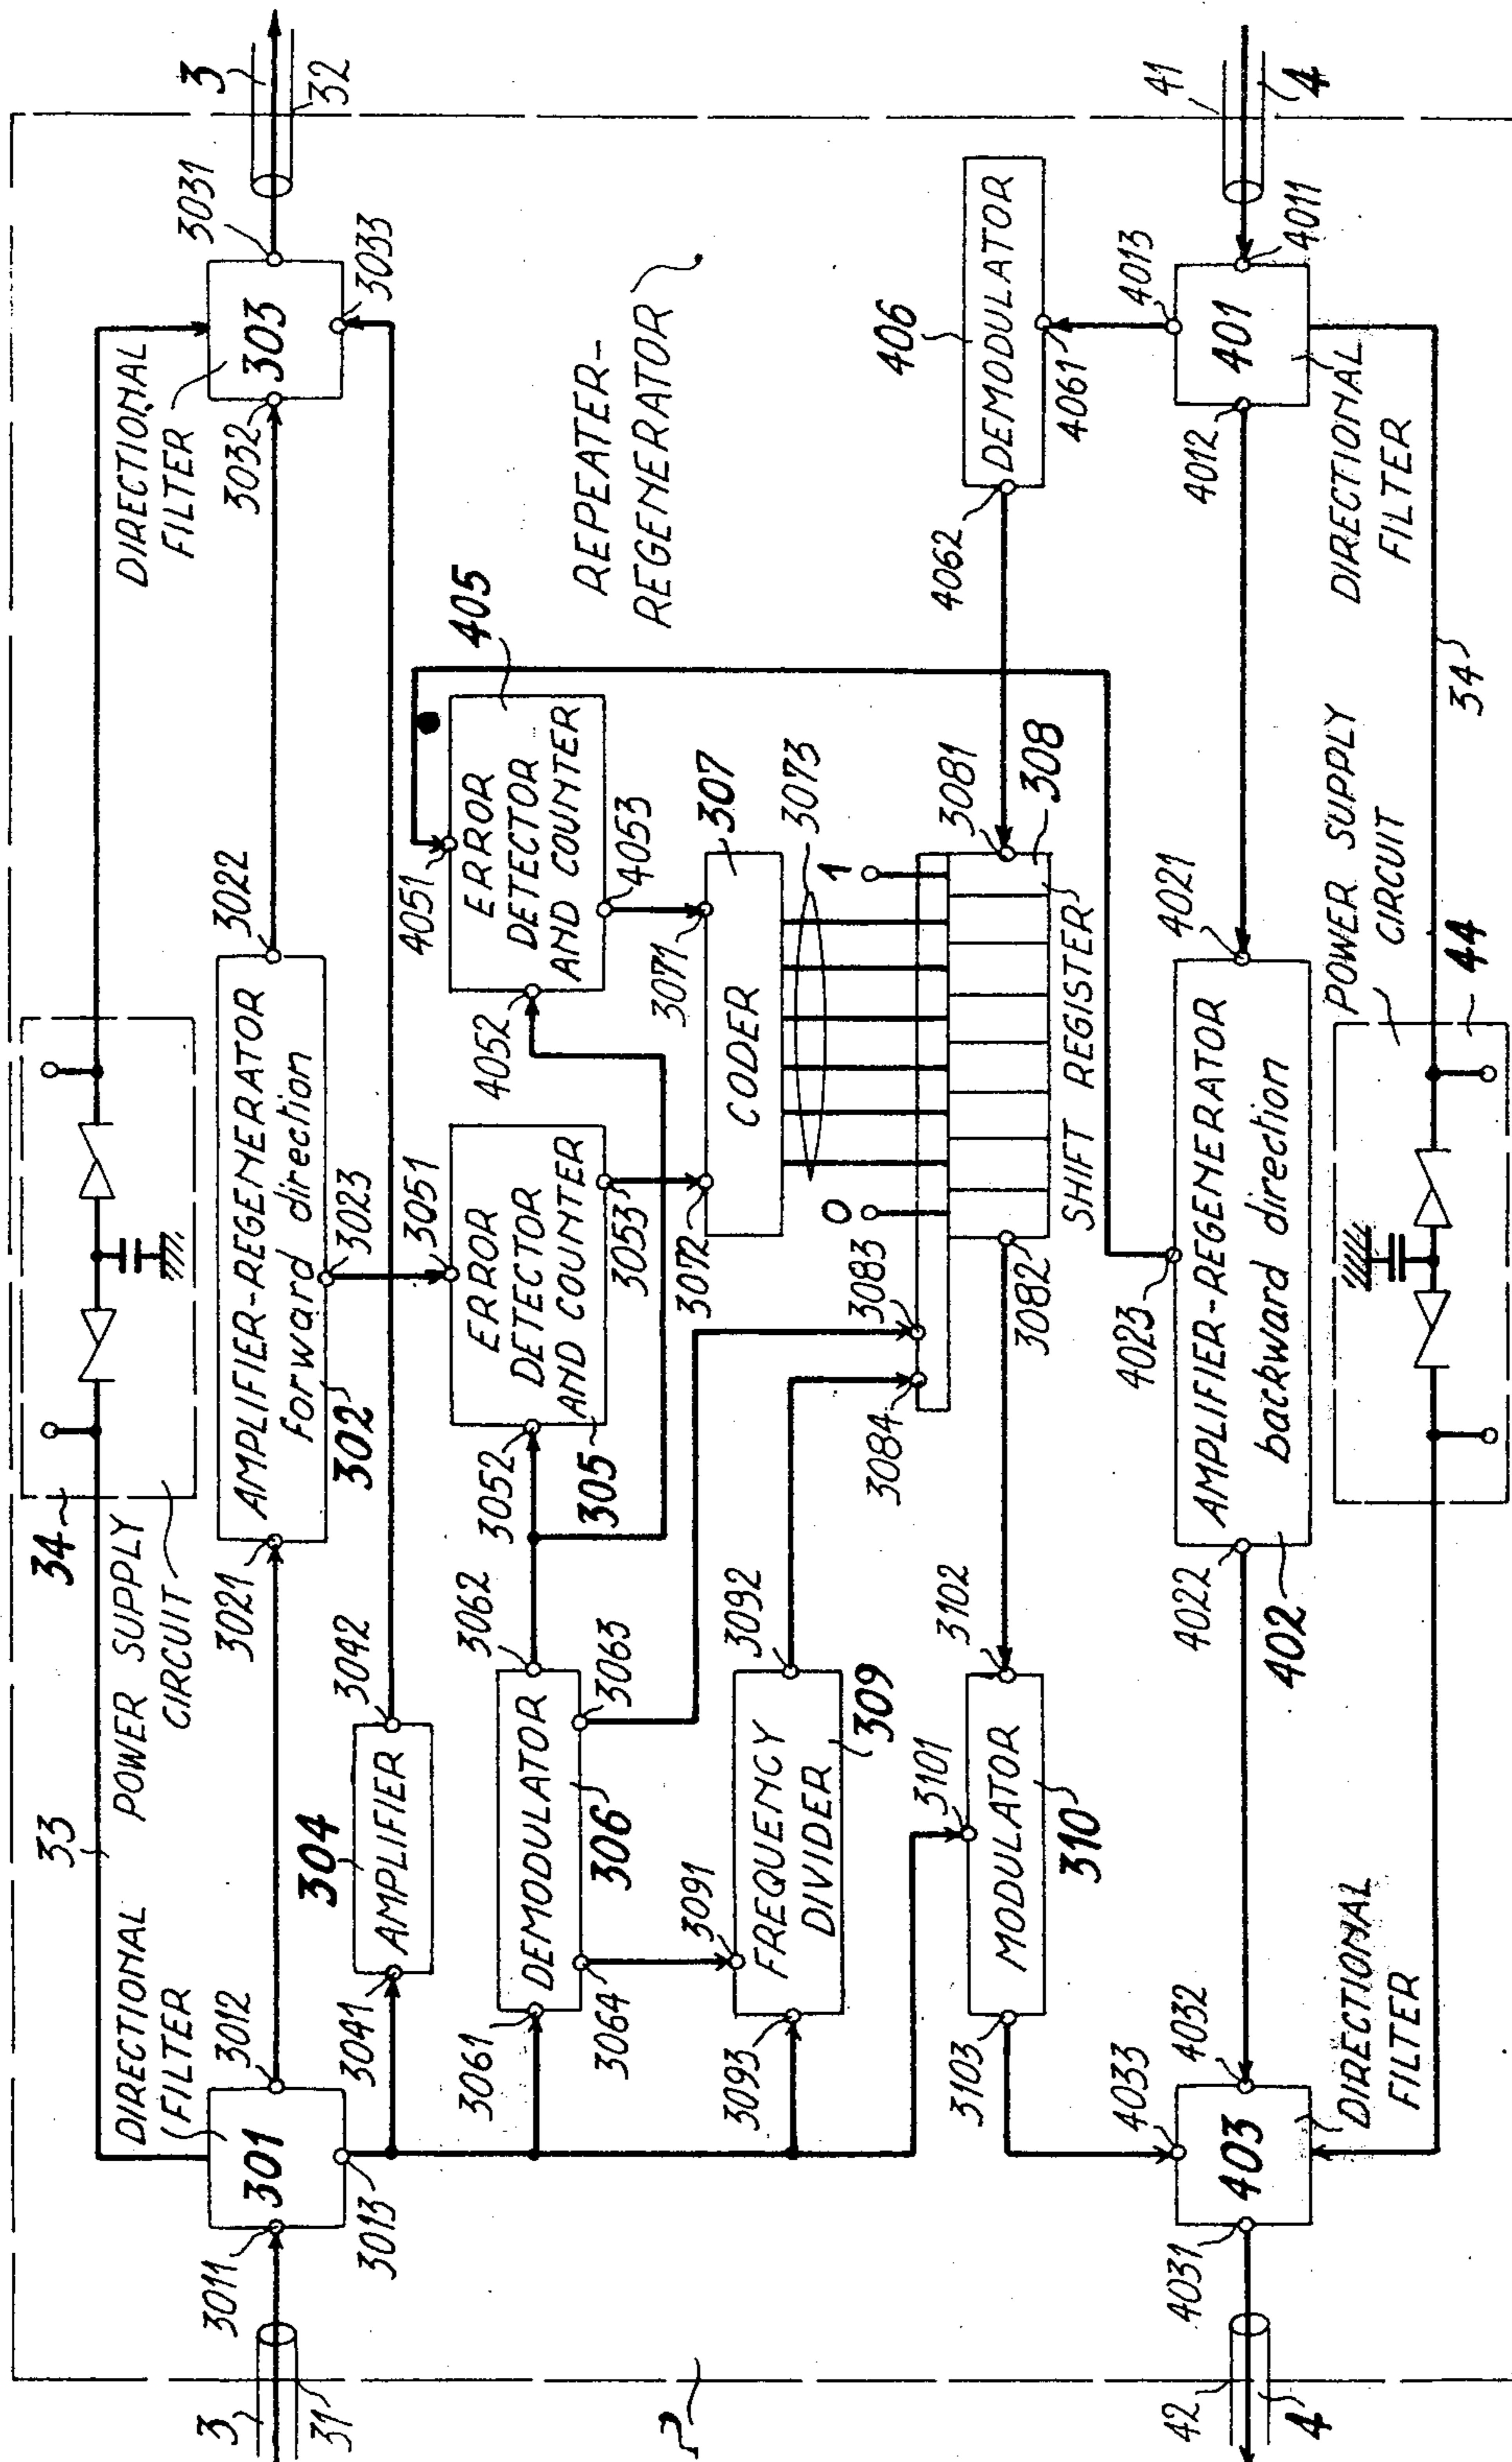 3
31
3011
301
3013
DIRECTIONAL
FILTER
3012
33
POWER SUPPLY
CIRCUIT
34
3021
AMPLIFIER-REGENERATOR
forward direction
302
3022
3023
DIRECTIONAL
FILTER
3032
303
3031
3033
3
32
3041
304
AMPLIFIER
3042
3061
DEMODULATOR
306
3062
3063
3064
3052
305
ERROR
DETECTOR
AND COUNTER
3051
3053
4052
4051
ERROR
DETECTOR
AND COUNTER
4053
405
REPEATER-
REGENERATOR
3093
3091
FREQUENCY
DIVIDER
309
3092
3072
CODER
3071
307
3073
3084
3083
0
1
3081
308
3082
SHIFT REGISTER
4062
DEMODULATOR
406
4061
3101
MODULATOR
310
3102
3103
4033
4032
403
4031
DIRECTIONAL
FILTER
42
4
4022
402
AMPLIFIER-REGENERATOR
backward direction
4023
4021
POWER SUPPLY
CIRCUIT
44
34
4012
401
4013
4011
DIRECTIONAL
FILTER
41
4